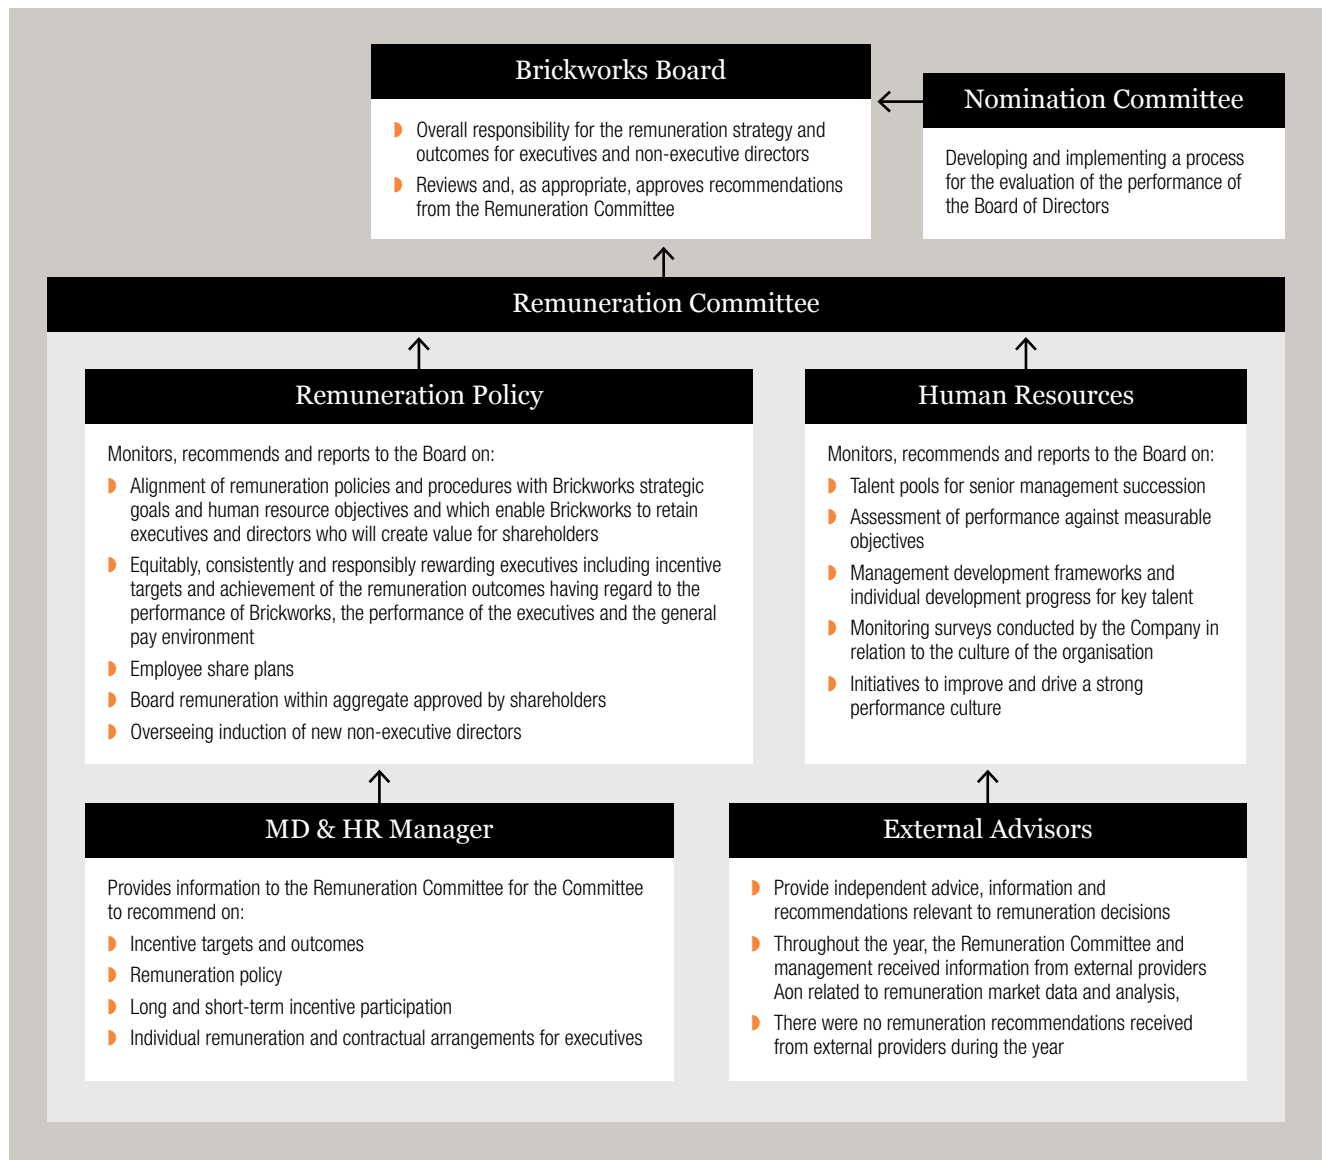 Brickworks Board
Overall responsibility for the remuneration strategy and
outcomes for executives and non-executive directors
Reviews and, as appropriate, approves recommendations
from the Remuneration Committee
Nomination Committee
Developing and implementing a process
for the evaluation of the performance of
the Board of Directors
Remuneration Committee
Remuneration Policy
Monitors, recommends and reports to the Board on:
Alignment of remuneration policies and procedures with Brickworks strategic
goals and human resource objectives and which enable Brickworks to retain
executives and directors who will create value for shareholders
Equitably, consistently and responsibly rewarding executives including incentive
targets and achievement of the remuneration outcomes having regard to the
performance of Brickworks, the performance of the executives and the general
pay environment
Employee share plans
Board remuneration within aggregate approved by shareholders
Overseeing induction of new non-executive directors
Human Resources
Monitors, recommends and reports to the Board on:
Talent pools for senior management succession
Assessment of performance against measurable
objectives
Management development frameworks and
individual development progress for key talent
Monitoring surveys conducted by the Company in
relation to the culture of the organisation
Initiatives to improve and drive a strong
performance culture
MD & HR Manager
Provides information to the Remuneration Committee for the Committee
to recommend on:
Incentive targets and outcomes
Remuneration policy
Long and short-term incentive participation
Individual remuneration and contractual arrangements for executives
External Advisors
Provide independent advice, information and
recommendations relevant to remuneration decisions
Throughout the year, the Remuneration Committee and
management received information from external providers
Aon related to remuneration market data and analysis,
There were no remuneration recommendations received
from external providers during the year